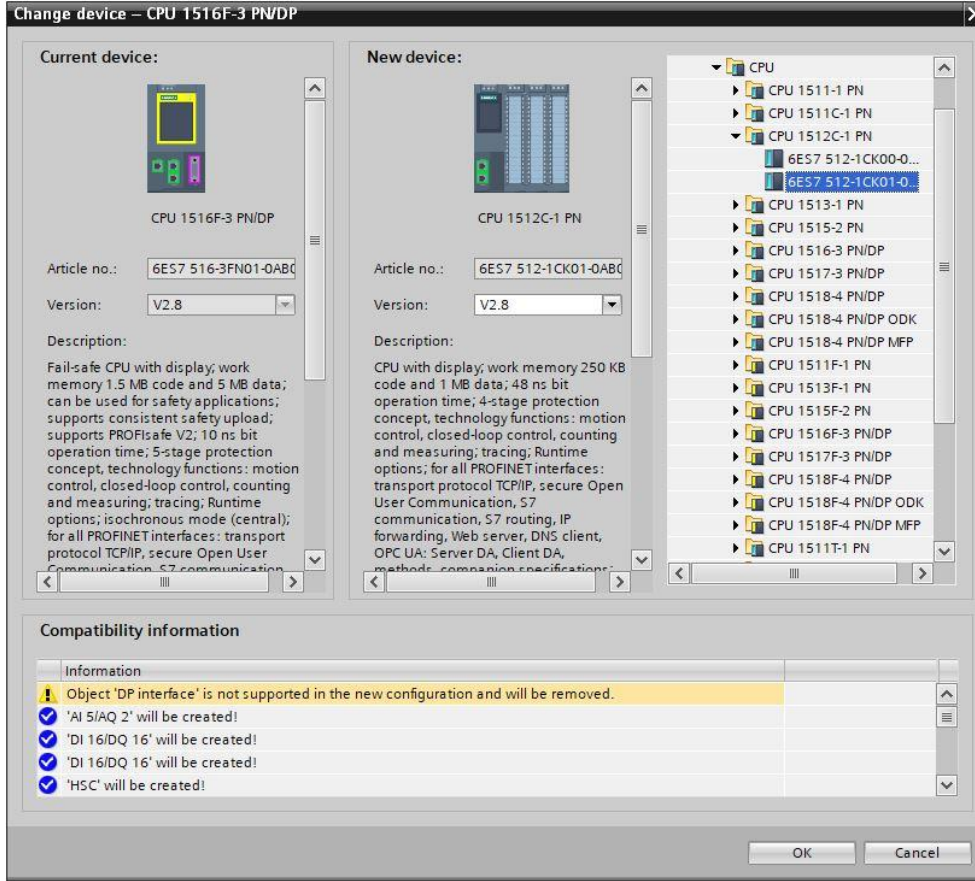 Change device – CPU 1516F-3 PN/DP
Current device:
CPU 1516F-3 PN/DP
Article no.: 6ES7 516-3FN01-0AB0
Version: V2.8
Description:
Fail-safe CPU with display; work
memory 1.5 MB code and 5 MB data;
can be used for safety applications;
supports consistent safety upload;
supports PROFIsafe V2; 10 ns bit
operation time; 5-stage protection
concept, technology functions: motion
control, closed-loop control, counting
and measuring; tracing; Runtime
options; isochronous mode (central);
for all PROFINET interfaces: transport
protocol TCP/IP, secure Open User
Communication, S7 communication,
New device:
CPU 1512C-1 PN
Article no.: 6ES7 512-1CK01-0AB0
Version: V2.8
Description:
CPU with display; work memory 250 KB
code and 1 MB data; 48 ns bit
operation time; 4-stage protection
concept, technology functions: motion
control, closed-loop control, counting
and measuring; tracing; Runtime
options; for all PROFINET interfaces:
transport protocol TCP/IP, secure Open
User Communication, S7
communication, S7 routing, IP
forwarding, Web server, DNS client,
OPC UA: Server DA, Client DA,
methods, companion specifications;
CPU
CPU 1511-1 PN
CPU 1511C-1 PN
CPU 1512C-1 PN
6ES7 512-1CK00-0...
6ES7 512-1CK01-0...
CPU 1513-1 PN
CPU 1515-2 PN
CPU 1516-3 PN/DP
CPU 1517-3 PN/DP
CPU 1518-4 PN/DP
CPU 1518-4 PN/DP ODK
CPU 1518-4 PN/DP MFP
CPU 1511F-1 PN
CPU 1513F-1 PN
CPU 1515F-2 PN
CPU 1516F-3 PN/DP
CPU 1517F-3 PN/DP
CPU 1518F-4 PN/DP
CPU 1518F-4 PN/DP ODK
CPU 1518F-4 PN/DP MFP
CPU 1511T-1 PN
Compatibility information
Information
Object 'DP interface' is not supported in the new configuration and will be removed.
'AI 5/AQ 2' will be created!
'DI 16/DQ 16' will be created!
'DI 16/DQ 16' will be created!
'HSC' will be created!
OK
Cancel